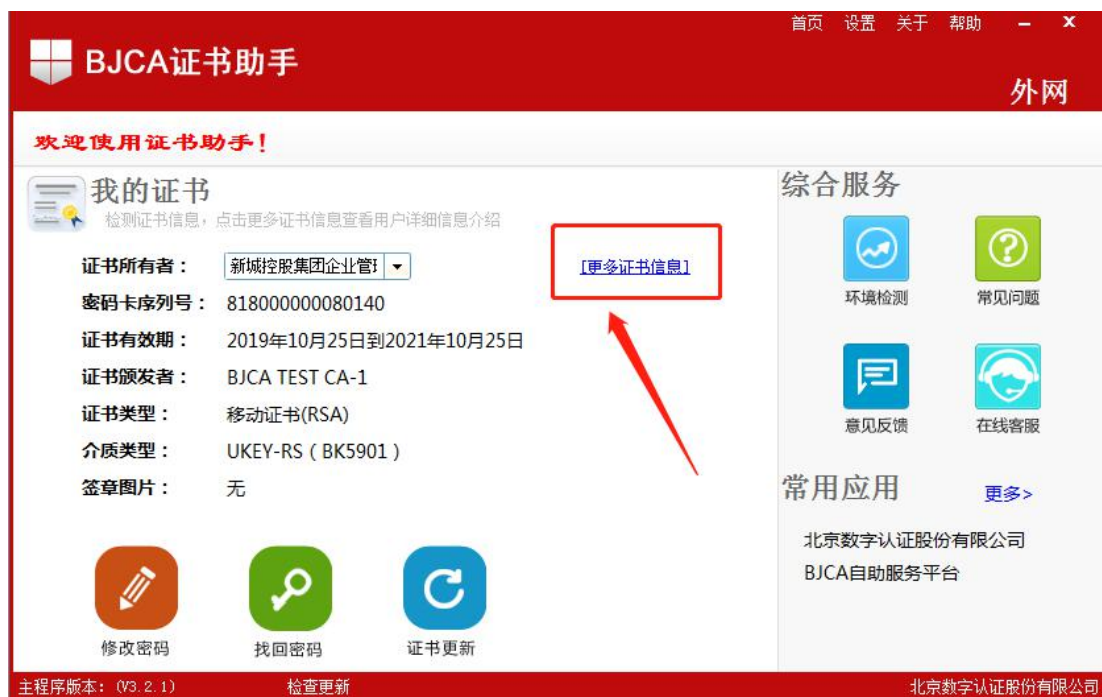 首页 设置 关于 帮助
BJCA证书助手
外网
欢迎使用证书助手!
我的证书
检测证书信息，点击更多证书信息查看用户详细信息介绍
证书所有者： 新城控股集团企业管理 [更多证书信息]
密码卡序列号： 818000000080140
证书有效期： 2019年10月25日到2021年10月25日
证书颁发者： BJCA TEST CA-1
证书类型： 移动证书(RSA)
介质类型： UKEY-RS ( BK5901 )
签章图片： 无
修改密码 找回密码 证书更新
综合服务
环境检测 常见问题
意见反馈 在线客服
常用应用 更多>
北京数字认证股份有限公司
BJCA自助服务平台
主程序版本： (V3.2.1) 检查更新 北京数字认证股份有限公司